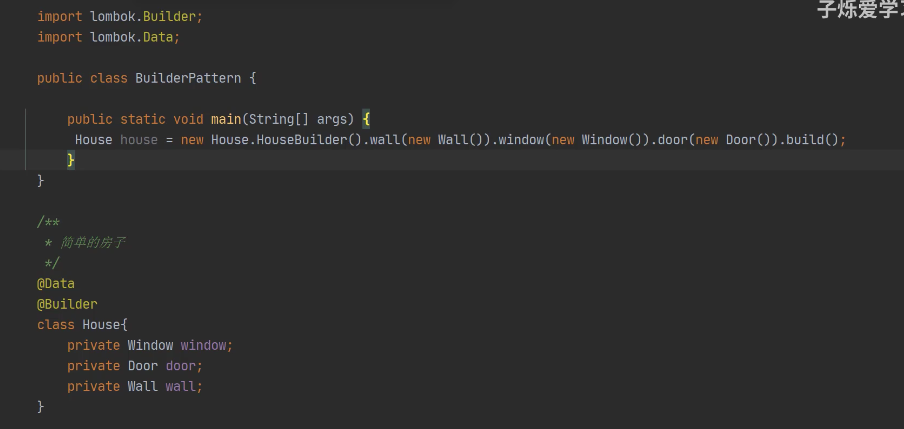 子烁爱学习
import lombok.Builder;
import lombok.Data;
public class BuilderPattern {
public static void main(String[] args) {
House house = new House.HouseBuilder().wall(new Wall()).window(new Window()).door(new Door()).build();
}
}
/**
* 简单的房子
*/
@Data
@Builder
class House{
private Window window;
private Door door;
private Wall wall;
}